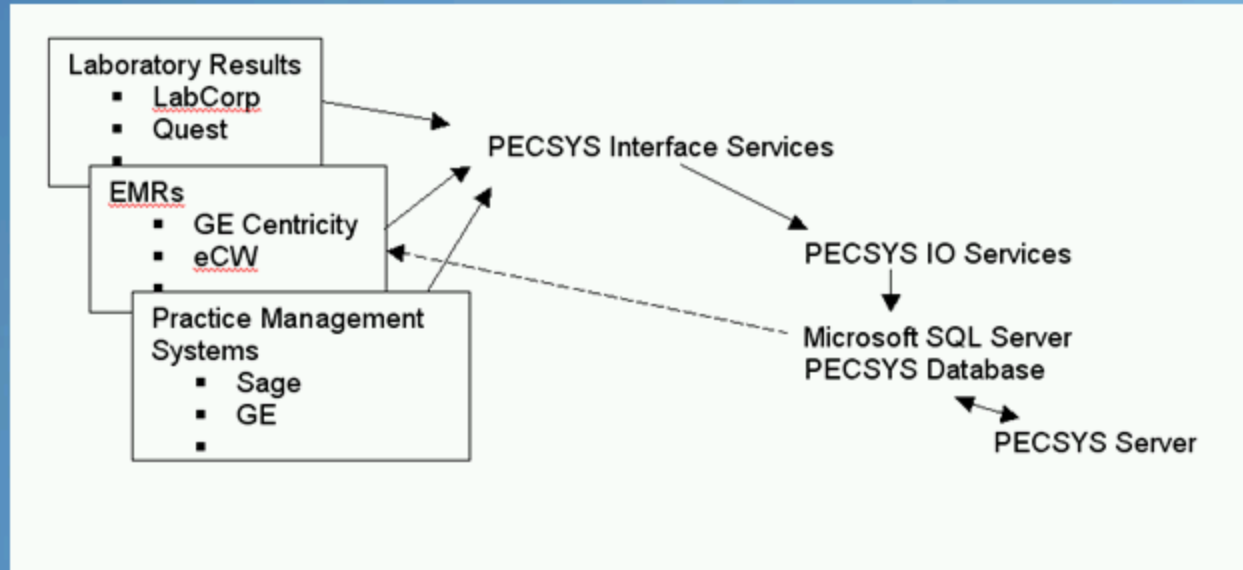 Laboratory Results
▪ LabCorp
▪ Quest
▪
EMRs
▪ GE Centricity
▪ eCW
▪
Practice Management
Systems
▪ Sage
▪ GE
▪
PECSYS Interface Services
PECSYS IO Services
Microsoft SQL Server
PECSYS Database
PECSYS Server